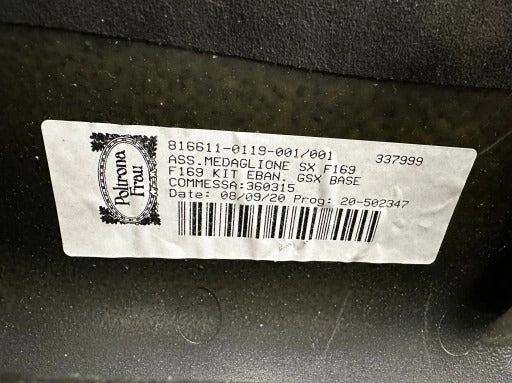 Poltrona
Frau
816611-0119-001/001 337999
ASS.MEDAGLIONE SX F169
F169 KIT EBAN. GSX BASE
COMMESSA:360315
Date: 08/09/20 Prog: 20-502347